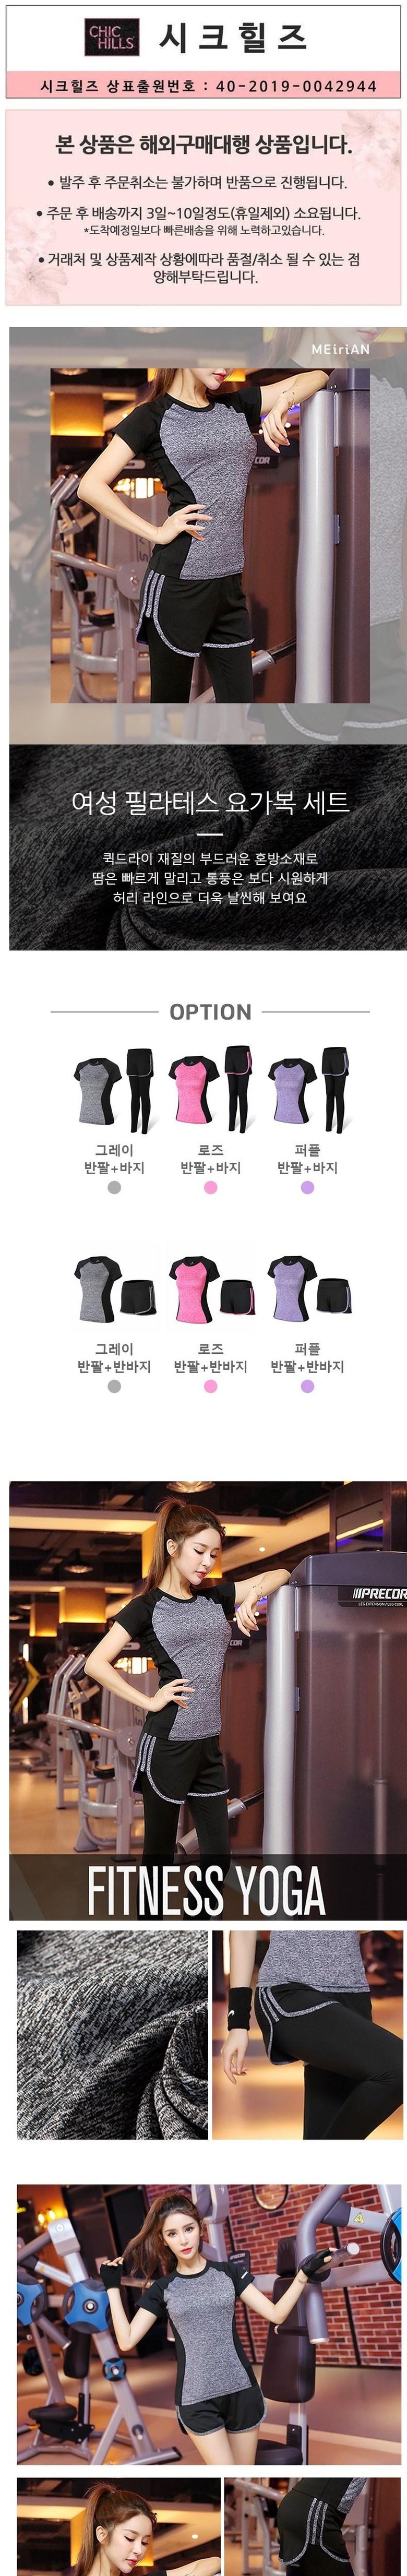 CHIC
HILLS
시크힐즈
시크힐즈 상표출원번호 : 40-2019-0042944
본 상품은 해외구매대행 상품입니다.
• 발주 후 주문취소는 불가하며 반품으로 진행됩니다.
• 주문 후 배송까지 3일~10일정도(휴일제외) 소요됩니다.
*도착예정일보다 빠른배송을 위해 노력하고있습니다.
• 거래처 및 상품제작 상황에따라 품절/취소 될 수 있는 점
양해부탁드립니다.
MEiriAN
COR
여성 필라테스 요가복 세트
퀵드라이 재질의 부드러운 혼방소재로
땀은 빠르게 말리고 통풍은 보다 시원하게
허리 라인으로 더욱 날씬해 보여요
OPTION
그레이 로즈 퍼플
반팔+바지 반팔+바지 반팔+바지
그레이 로즈 퍼플
반팔+반바지 반팔+반바지 반팔+반바지
PRECOR
COR
FITNESS YOGA